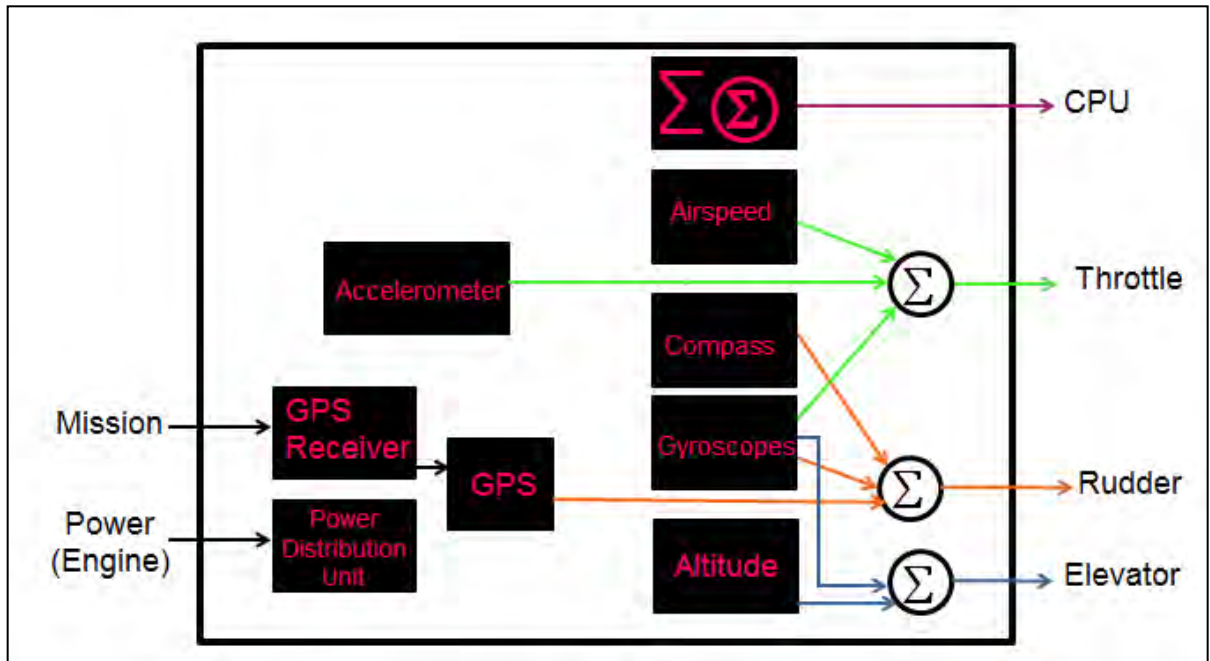 Σ Σ
CPU
Airspeed
Accelerometer
Σ
Throttle
Compass
Mission
GPS
Receiver
Gyroscopes
GPS
Σ
Rudder
Power
(Engine)
Power
Distribution
Unit
Altitude
Σ
Elevator